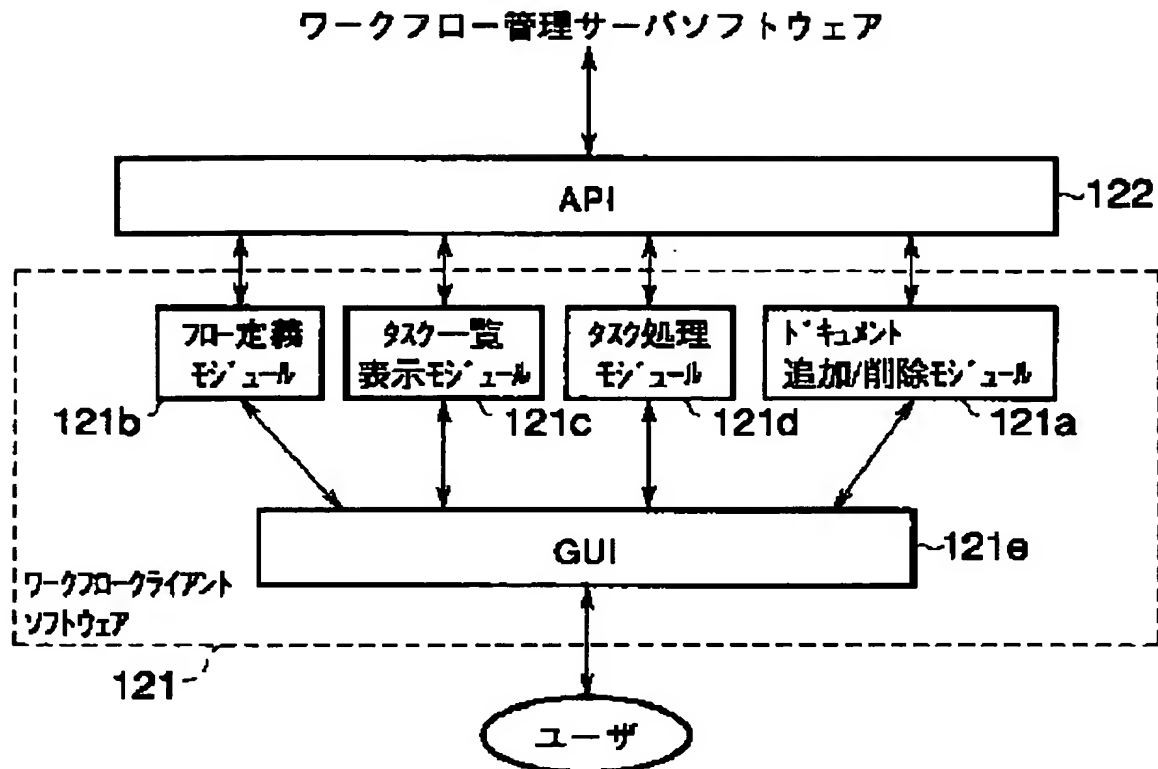 ワークフロー管理サーバソフトウェア
API
122
フロー定義
モジュール
タスク一覧
表示モジュール
タスク処理
モジュール
ドキュメント
追加/削除モジュール
121b
121c
121d
121a
GUI
121e
ワークフロークライアント
ソフトウェア
121
ユーザ